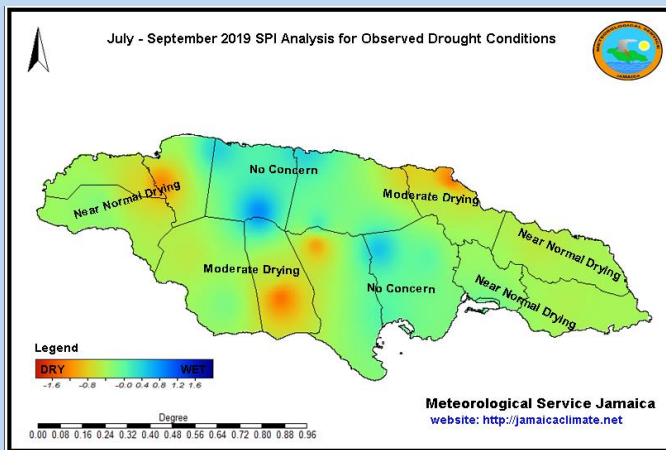 July - September 2019 SPI Analysis for Observed Drought Conditions
METEOROLOGICAL SERVICE
JAMAICA
No Concern
Near Normal Drying
Moderate Drying
Near Normal Drying
Moderate Drying
No Concern
Near Normal Drying
Legend
DRY WET
-1.6 -0.8 -0.0 0.4 0.8 1.2 1.6
Meteorological Service Jamaica
website: http://jamaicaclimate.net
Degree
0.00 0.08 0.16 0.24 0.32 0.40 0.48 0.56 0.64 0.72 0.80 0.88 0.96